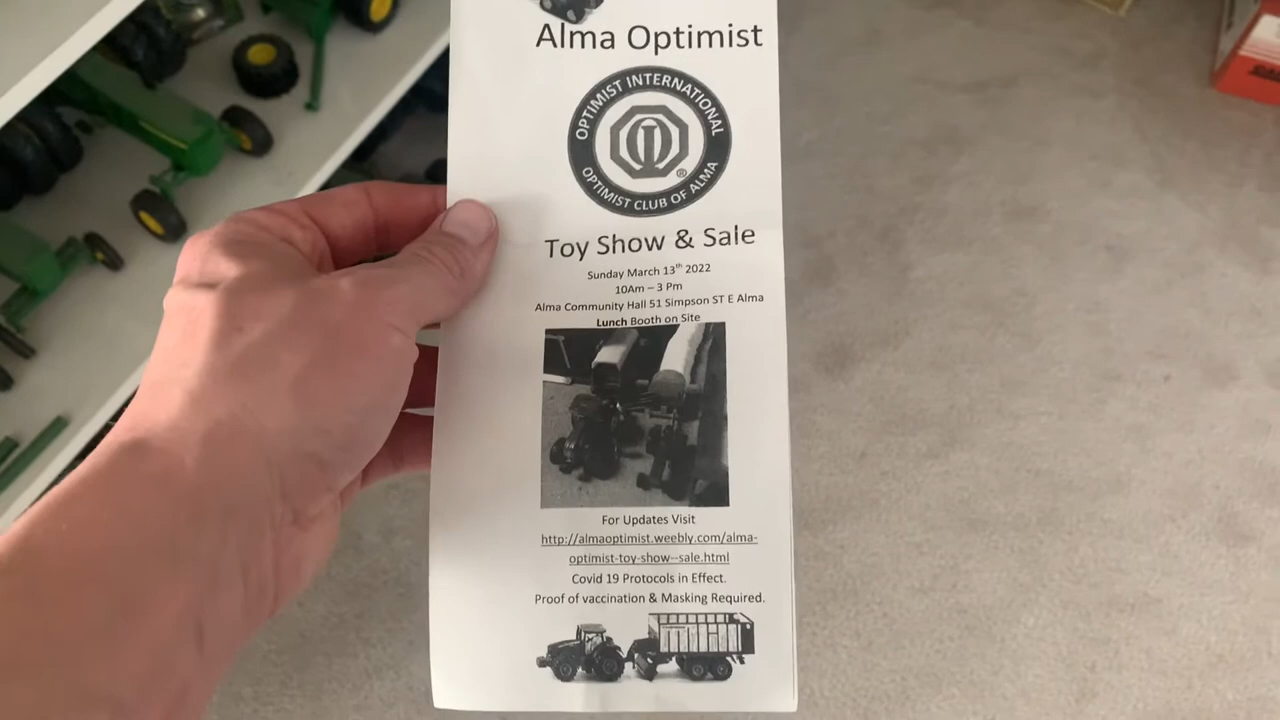 Alma Optimist
OPTIMIST INTERNATIONAL
OPTIMIST CLUB OF ALMA
®
Toy Show & Sale
Sunday March 13th 2022
10Am – 3 Pm
Alma Community Hall 51 Simpson ST E Alma
Lunch Booth on Site
For Updates Visit
http://almaoptimist.weebly.com/alma-
optimist-toy-show--sale.html
Covid 19 Protocols in Effect.
Proof of vaccination & Masking Required.